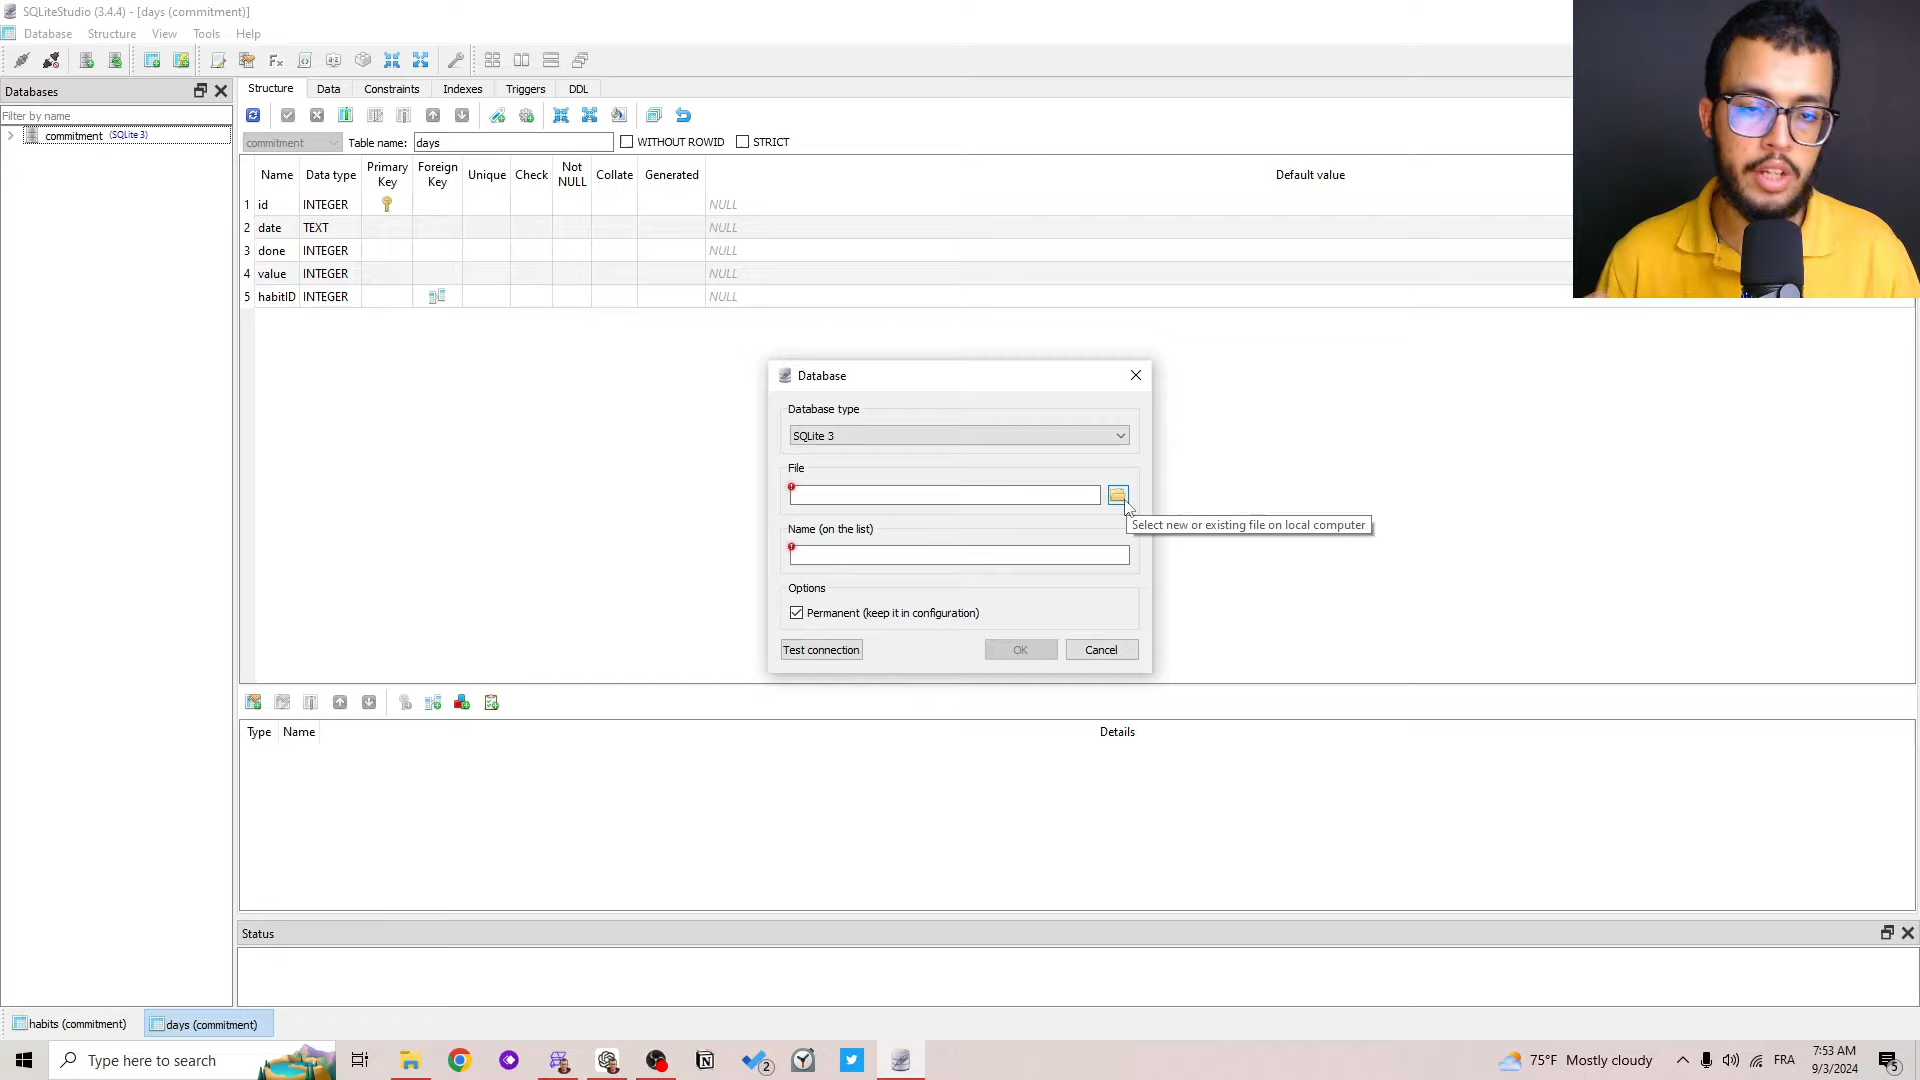 SQLiteStudio (3.4.4) - [days (commitment)]
Database Structure View Tools Help
Databases
Filter by name
commitment (SQLite 3)
Structure Data Constraints Indexes Triggers DDL
commitment Table name: days WITHOUT ROWID STRICT
Name Data type Primary Key Foreign Key Unique Check Not NULL Collate Generated Default value
1 id INTEGER NULL
2 date TEXT NULL
3 done INTEGER NULL
4 value INTEGER NULL
5 habitID INTEGER NULL
Database
Database type
SQLite 3
File
Select new or existing file on local computer
Name (on the list)
Options
Permanent (keep it in configuration)
Test connection OK Cancel
Type Name Details
Status
habits (commitment) days (commitment)
Type here to search
2
75°F Mostly cloudy
FRA
7:53 AM
9/3/2024
5